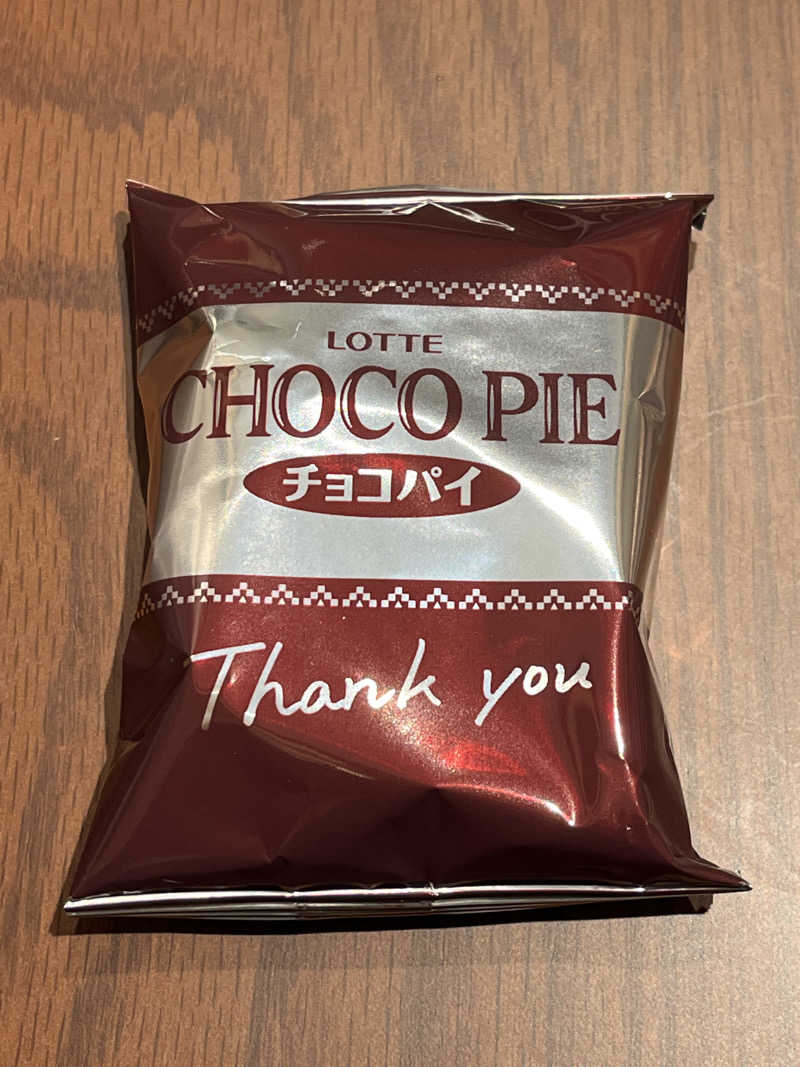 LOTTE
CHOCO PIE
チョコパイ
Thank you